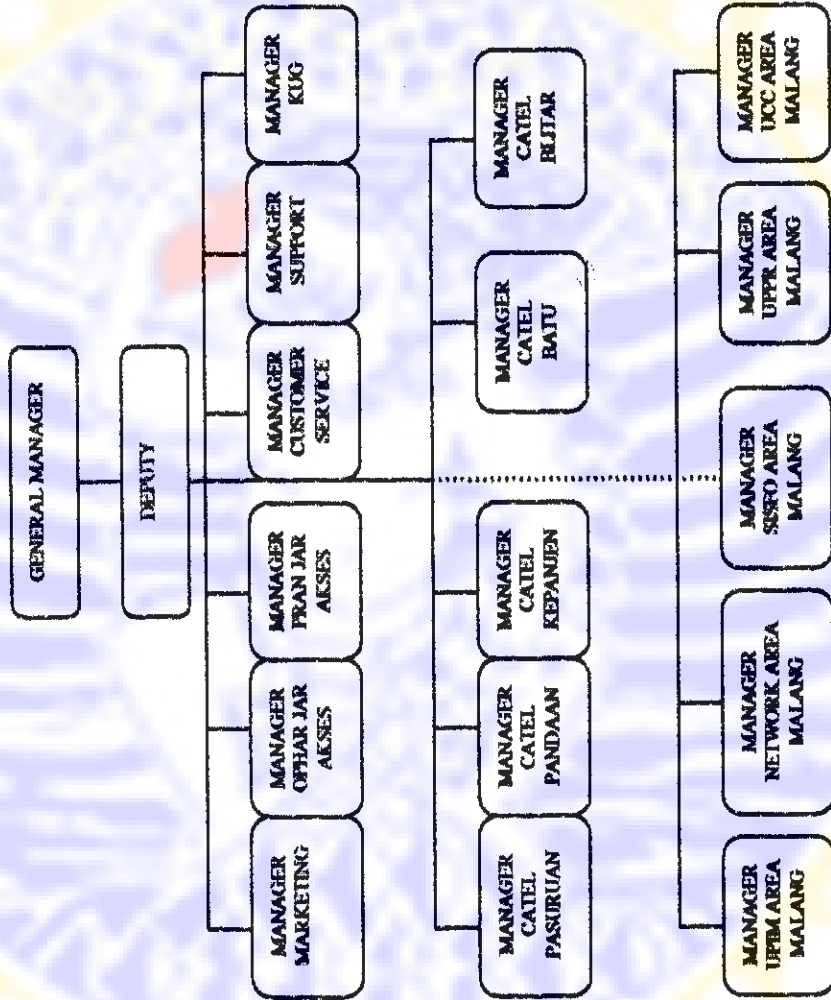 GENERAL MANAGER
DEPUTY
MANAGER
MARKETING
MANAGER
OPHAR JAR
AKSES
MANAGER
PRAN JAR
AKSES
MANAGER
CUSTOMER
SERVICE
MANAGER
SUPPORT
MANAGER
KUG
MANAGER
CATEL
PASURUAN
MANAGER
CATEL
PANDAAN
MANAGER
CATEL
KEPANJEN
MANAGER
CATEL
BATU
MANAGER
CATEL
BLITAR
MANAGER
AREA
MALANG
MANAGER
NETWORK AREA
MALANG
MANAGER
SISFO AREA
MALANG
MANAGER
UPPR AREA
MALANG
MANAGER
UCC AREA
MALANG